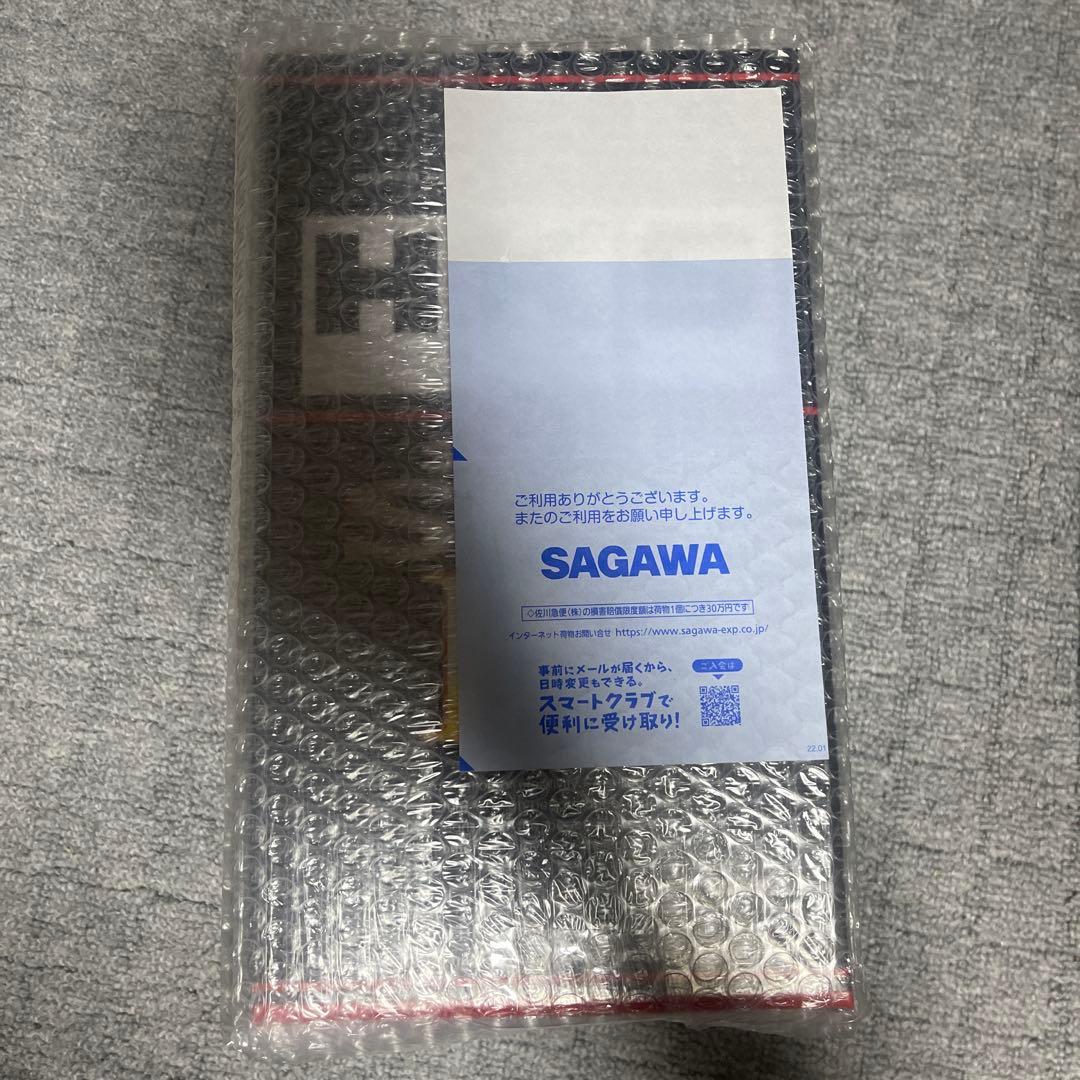 ご利用ありがとうございます。
またのご利用をお願い申し上げます。
SAGAWA
◇佐川急便(株)の損害賠償限度額は荷物1個につき30万円です
インターネット荷物お問い合せ https://www.sagawa-exp.co.jp/
事前にメールが届くから、
日時変更もできる。
スマートクラブで
便利に受け取り!
ご入会は
22.01